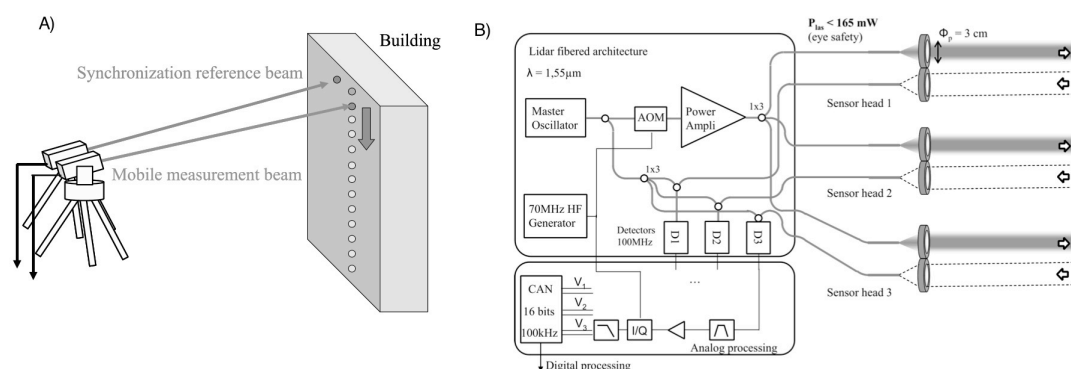 A)
Building
Synchronization reference beam
Mobile measurement beam
B)
Lidar fibered architecture
λ = 1,55µm
Master
Oscillator
AOM
Power
Ampli
1x3
1x3
70MHz HF
Generator
Detectors
100MHz
D1
D2
D3
P las < 165 mW
(eye safety)
Φp = 3 cm
Sensor head 1
Sensor head 2
Sensor head 3
CAN
16 bits
100kHz
V1
V2
V3
I/Q
...
Analog processing
Digital processing